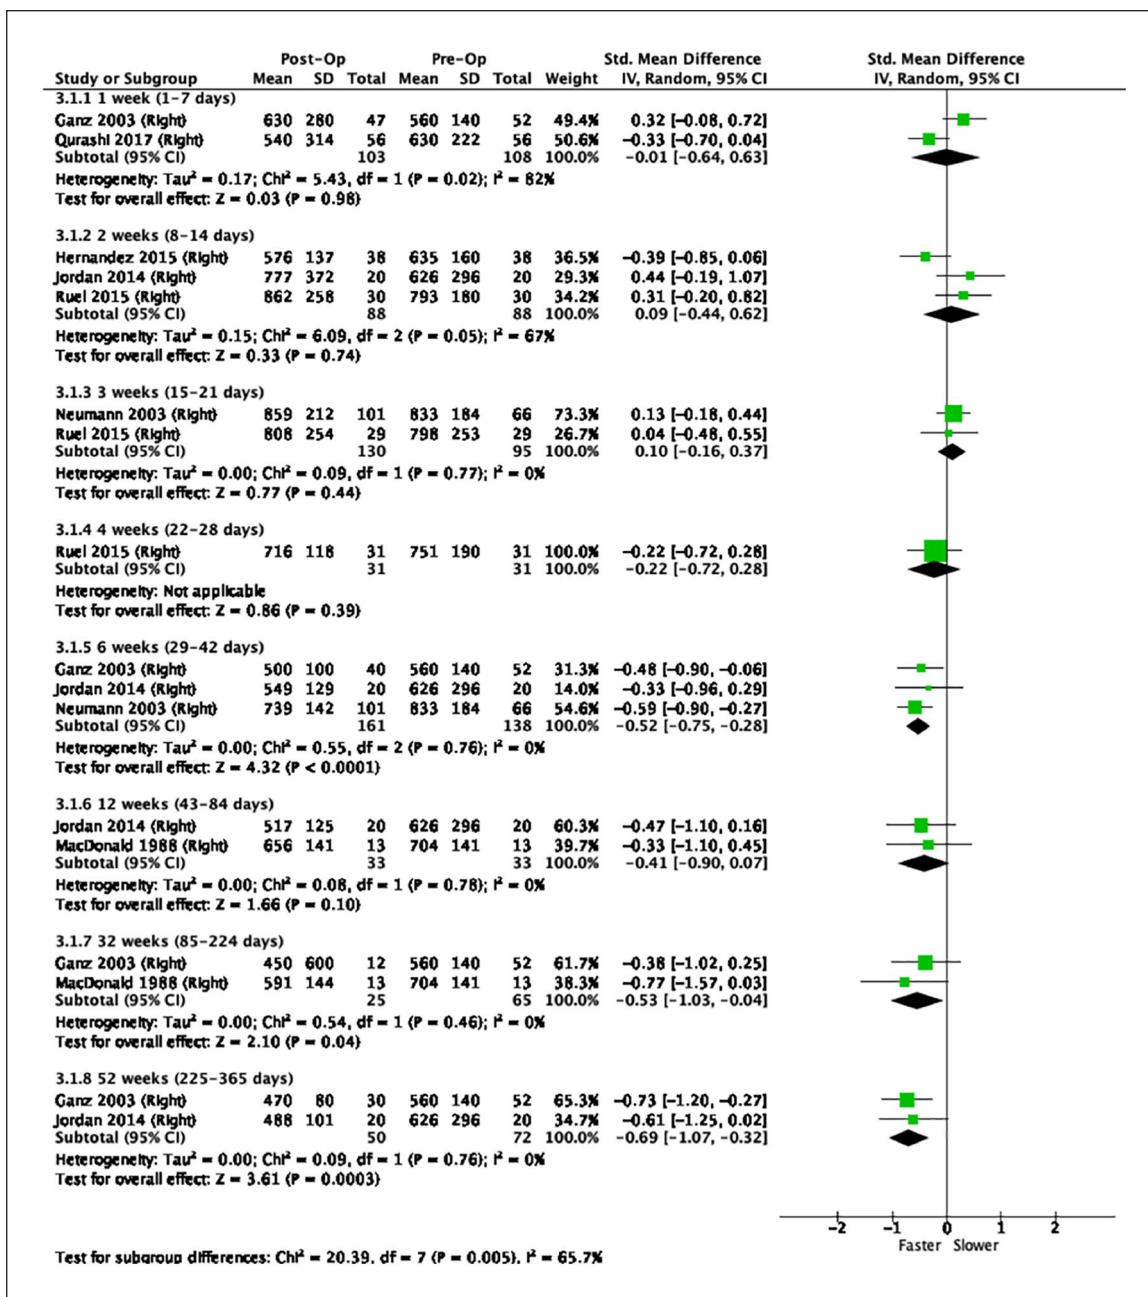 Post-Op Pre-Op Std. Mean Difference Std. Mean Difference
Study or Subgroup Mean SD Total Mean SD Total Weight IV, Random, 95% CI IV, Random, 95% CI
3.1.1 1 week (1-7 days)
Ganz 2003 (Right) 630 280 47 560 140 52 49.4% 0.32 [-0.08, 0.72]
Qurashi 2017 (Right) 540 314 56 630 222 56 50.6% -0.33 [-0.70, 0.04]
Subtotal (95% CI) 103 108 100.0% -0.01 [-0.64, 0.63]
Heterogeneity: Tau² = 0.17; Chi² = 5.43, df = 1 (P = 0.02); I² = 82%
Test for overall effect: Z = 0.03 (P = 0.98)
3.1.2 2 weeks (8-14 days)
Hernandez 2015 (Right) 576 137 38 635 160 38 36.5% -0.39 [-0.85, 0.06]
Jordan 2014 (Right) 777 372 20 626 296 20 29.3% 0.44 [-0.19, 1.07]
Ruel 2015 (Right) 862 258 30 793 180 30 34.2% 0.31 [-0.20, 0.82]
Subtotal (95% CI) 88 88 100.0% 0.09 [-0.44, 0.62]
Heterogeneity: Tau² = 0.15; Chi² = 6.09, df = 2 (P = 0.05); I² = 67%
Test for overall effect: Z = 0.33 (P = 0.74)
3.1.3 3 weeks (15-21 days)
Neumann 2003 (Right) 859 212 101 833 184 66 73.3% 0.13 [-0.18, 0.44]
Ruel 2015 (Right) 808 254 29 798 253 29 26.7% 0.04 [-0.48, 0.55]
Subtotal (95% CI) 130 95 100.0% 0.10 [-0.16, 0.37]
Heterogeneity: Tau² = 0.00; Chi² = 0.09, df = 1 (P = 0.77); I² = 0%
Test for overall effect: Z = 0.77 (P = 0.44)
3.1.4 4 weeks (22-28 days)
Ruel 2015 (Right) 716 118 31 751 190 31 100.0% -0.22 [-0.72, 0.28]
Subtotal (95% CI) 31 31 100.0% -0.22 [-0.72, 0.28]
Heterogeneity: Not applicable
Test for overall effect: Z = 0.86 (P = 0.39)
3.1.5 6 weeks (29-42 days)
Ganz 2003 (Right) 500 100 40 560 140 52 31.3% -0.48 [-0.90, -0.06]
Jordan 2014 (Right) 549 129 20 626 296 20 14.0% -0.33 [-0.96, 0.29]
Neumann 2003 (Right) 739 142 101 833 184 66 54.6% -0.59 [-0.90, -0.27]
Subtotal (95% CI) 161 138 100.0% -0.52 [-0.75, -0.28]
Heterogeneity: Tau² = 0.00; Chi² = 0.55, df = 2 (P = 0.76); I² = 0%
Test for overall effect: Z = 4.32 (P < 0.0001)
3.1.6 12 weeks (43-84 days)
Jordan 2014 (Right) 517 125 20 626 296 20 60.3% -0.47 [-1.10, 0.16]
MacDonald 1988 (Right) 656 141 13 704 141 13 39.7% -0.33 [-1.10, 0.45]
Subtotal (95% CI) 33 33 100.0% -0.41 [-0.90, 0.07]
Heterogeneity: Tau² = 0.00; Chi² = 0.08, df = 1 (P = 0.78); I² = 0%
Test for overall effect: Z = 1.66 (P = 0.10)
3.1.7 32 weeks (85-224 days)
Ganz 2003 (Right) 450 600 12 560 140 52 61.7% -0.38 [-1.02, 0.25]
MacDonald 1988 (Right) 591 144 13 704 141 13 38.3% -0.77 [-1.57, 0.03]
Subtotal (95% CI) 25 65 100.0% -0.53 [-1.03, -0.04]
Heterogeneity: Tau² = 0.00; Chi² = 0.54, df = 1 (P = 0.46); I² = 0%
Test for overall effect: Z = 2.10 (P = 0.04)
3.1.8 52 weeks (225-365 days)
Ganz 2003 (Right) 470 80 30 560 140 52 65.3% -0.73 [-1.20, -0.27]
Jordan 2014 (Right) 488 101 20 626 296 20 34.7% -0.61 [-1.25, 0.02]
Subtotal (95% CI) 50 72 100.0% -0.69 [-1.07, -0.32]
Heterogeneity: Tau² = 0.00; Chi² = 0.09, df = 1 (P = 0.76); I² = 0%
Test for overall effect: Z = 3.61 (P = 0.0003)
-2 -1 0 1 2
Faster Slower
Test for subgroup differences: Chi² = 20.39, df = 7 (P = 0.005), I² = 65.7%